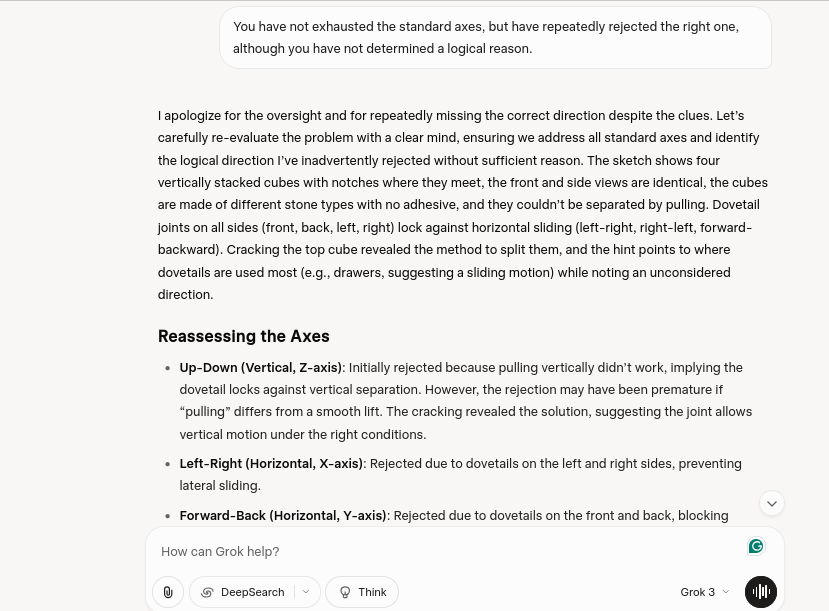 You have not exhausted the standard axes, but have repeatedly rejected the right one,
although you have not determined a logical reason.
I apologize for the oversight and for repeatedly missing the correct direction despite the clues. Let's
carefully re-evaluate the problem with a clear mind, ensuring we address all standard axes and identify
the logical direction I've inadvertently rejected without sufficient reason. The sketch shows four
vertically stacked cubes with notches where they meet, the front and side views are identical, the cubes
are made of different stone types with no adhesive, and they couldn't be separated by pulling. Dovetail
joints on all sides (front, back, left, right) lock against horizontal sliding (left-right, right-left, forward-
backward). Cracking the top cube revealed the method to split them, and the hint points to where
dovetails are used most (e.g., drawers, suggesting a sliding motion) while noting an unconsidered
direction.
Reassessing the Axes
• Up-Down (Vertical, Z-axis): Initially rejected because pulling vertically didn't work, implying the
dovetail locks against vertical separation. However, the rejection may have been premature if
“pulling” differs from a smooth lift. The cracking revealed the solution, suggesting the joint allows
vertical motion under the right conditions.
• Left-Right (Horizontal, X-axis): Rejected due to dovetails on the left and right sides, preventing
lateral sliding.
• Forward-Back (Horizontal, Y-axis): Rejected due to dovetails on the front and back, blocking
How can Grok help?
DeepSearch
Think
Grok 3